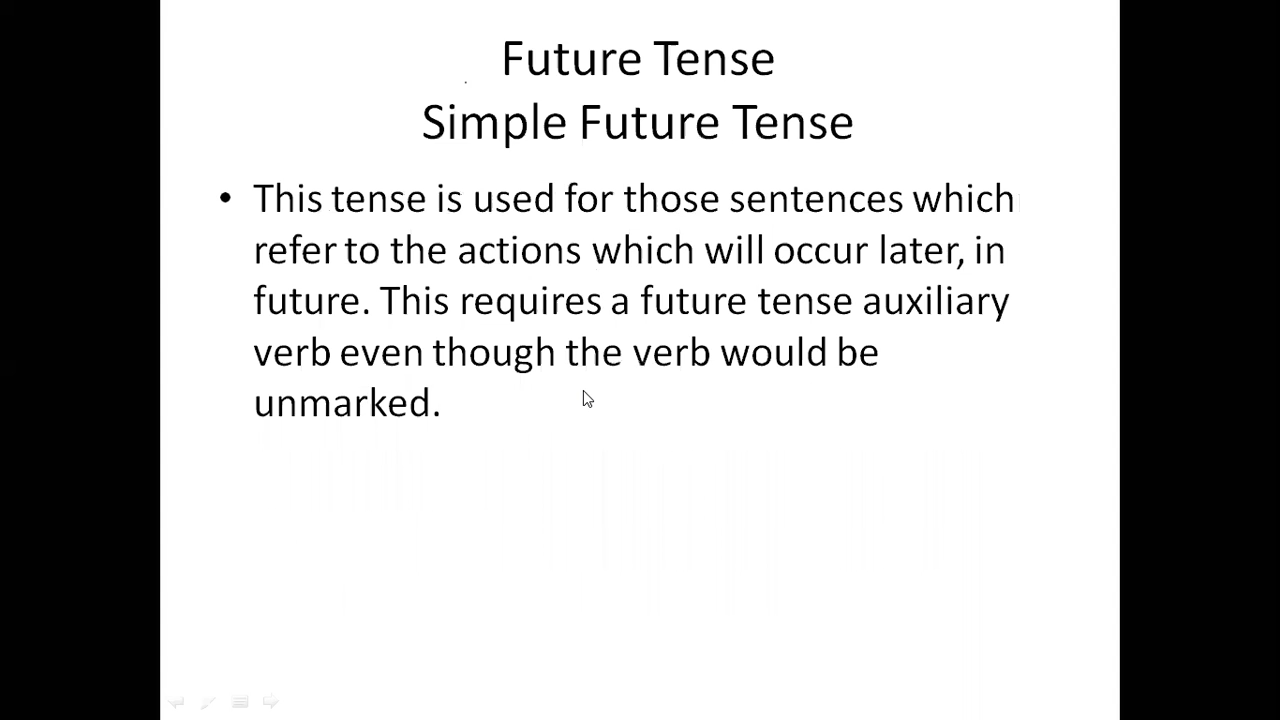 Future Tense
Simple Future Tense
• This tense is used for those sentences which
refer to the actions which will occur later, in
future. This requires a future tense auxiliary
verb even though the verb would be
unmarked.